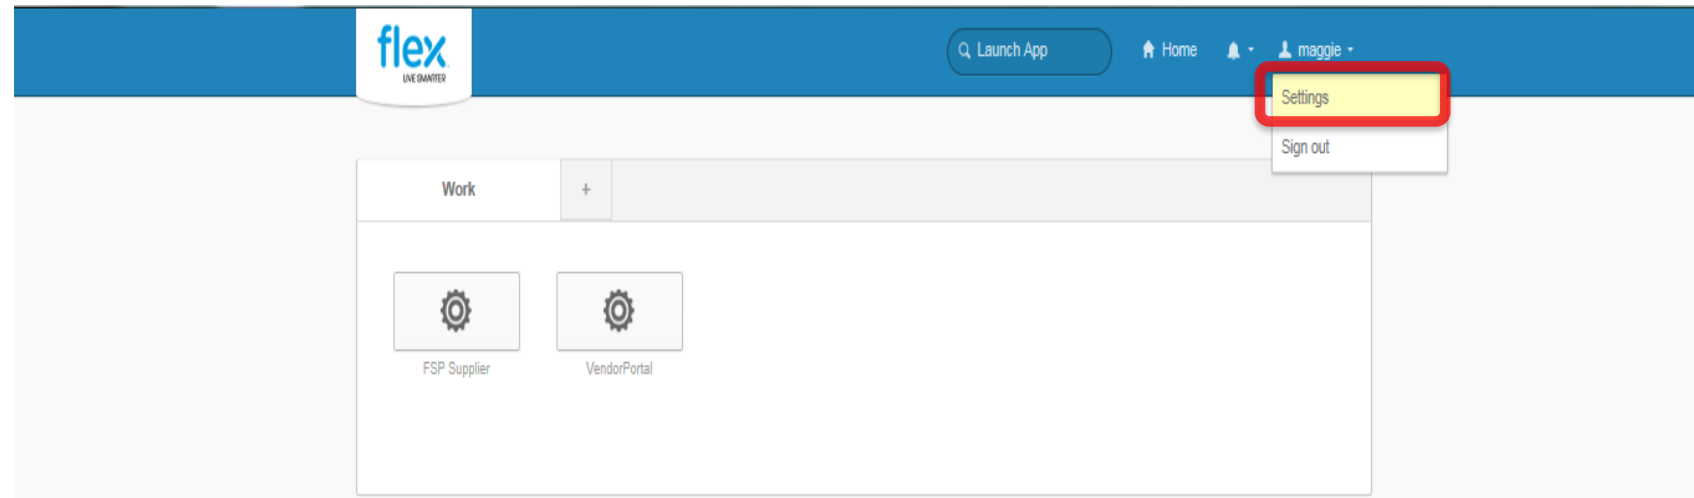 flex.
LIVE SMARTER
Launch App
Home
maggie
Settings
Sign out
Work
+
FSP Supplier
VendorPortal